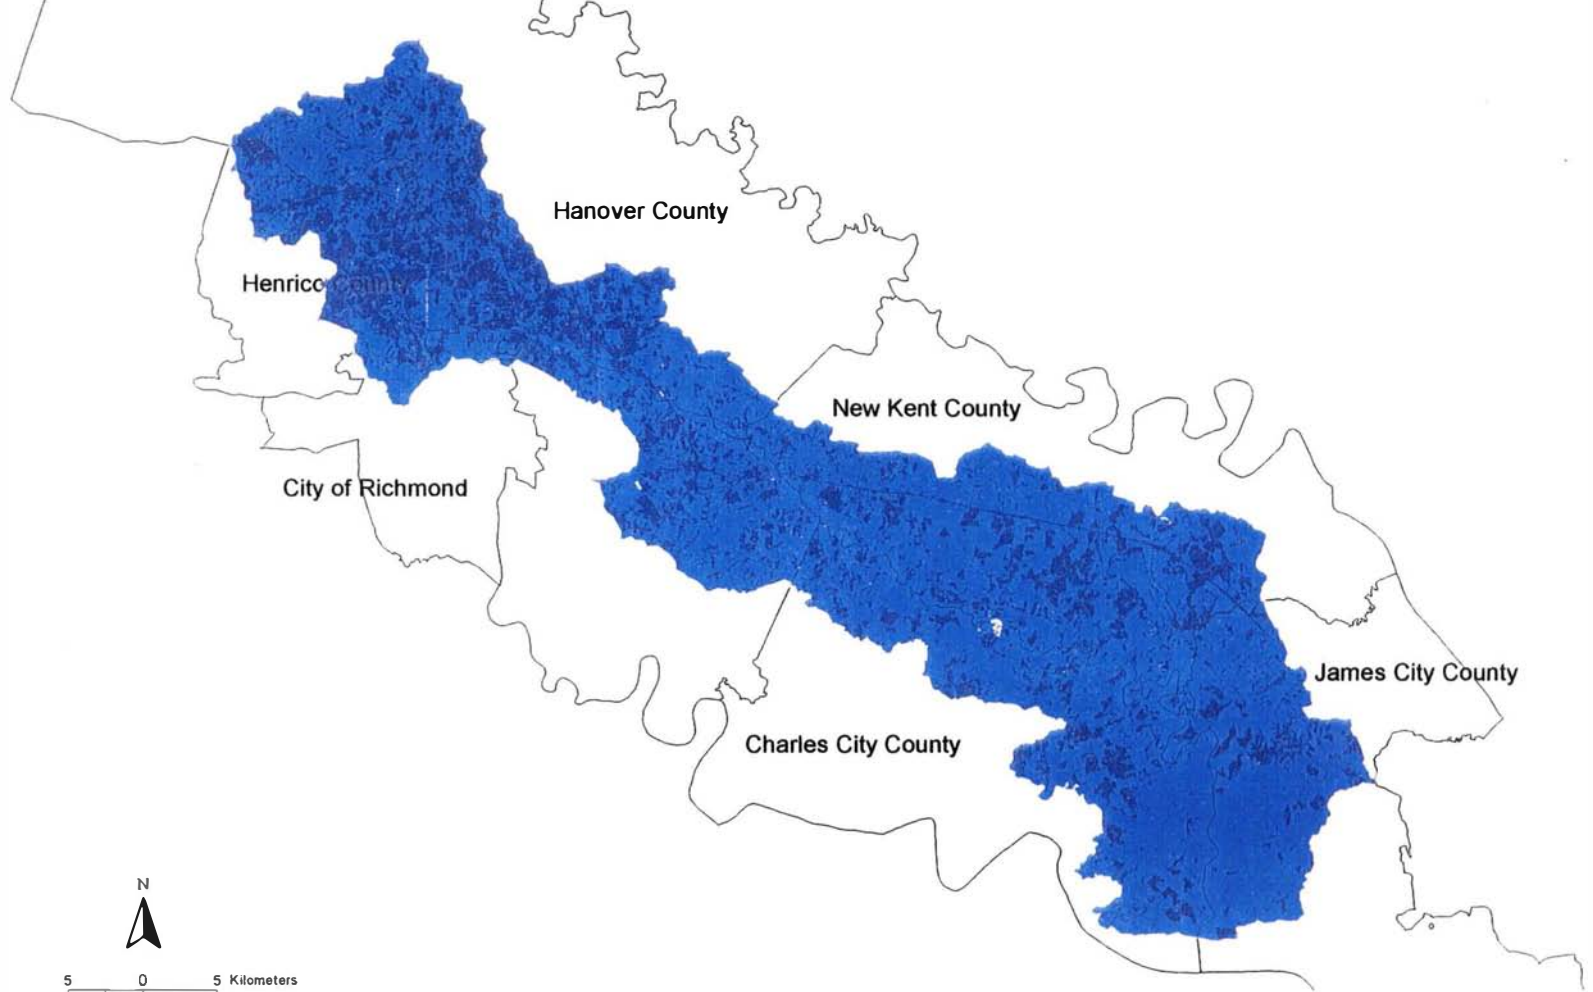 Hanover County
Henrico County
New Kent County
City of Richmond
James City County
Charles City County
N
5 0 5 Kilometers